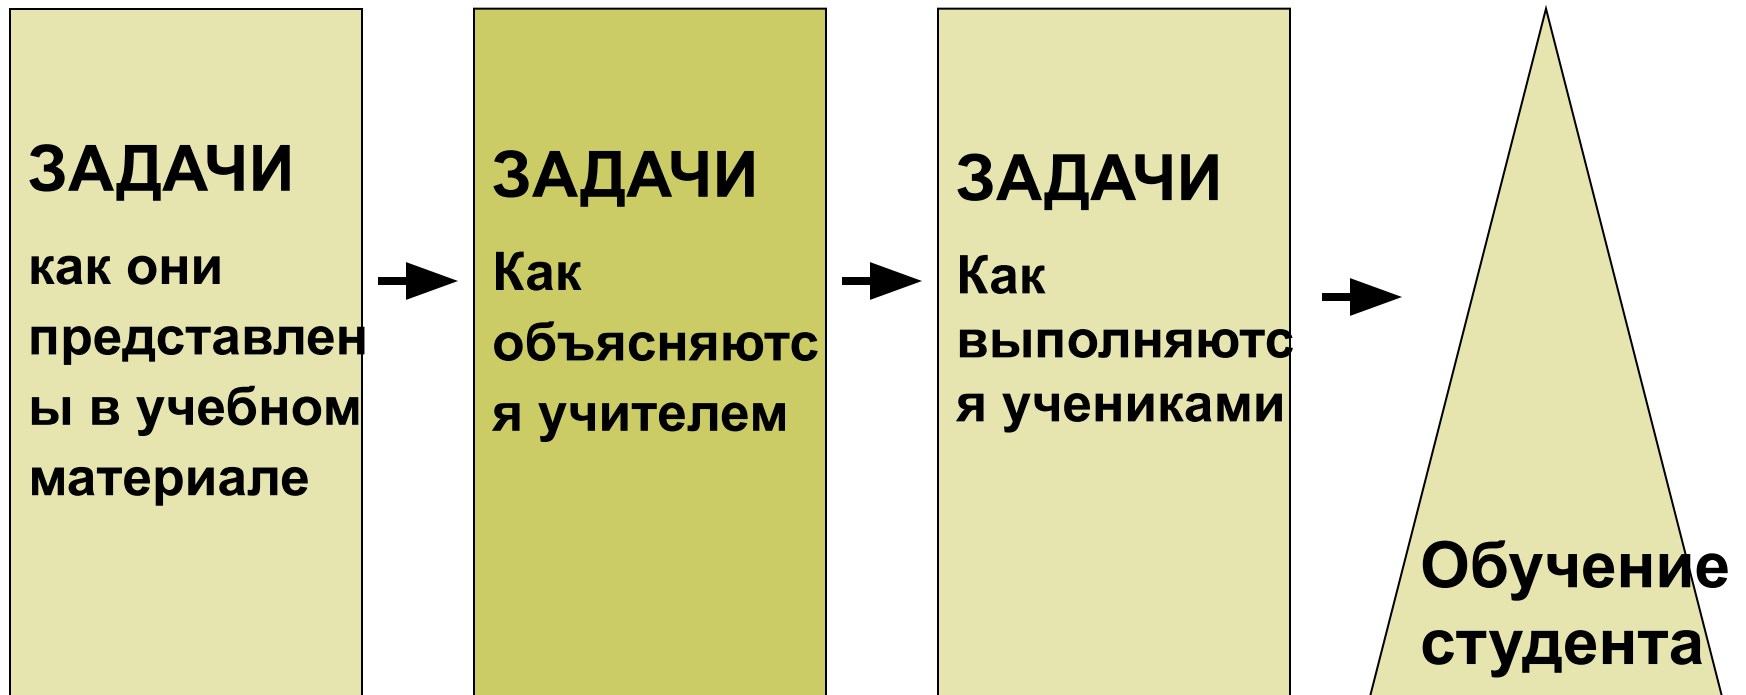 ЗАДАЧИ
как они
представлен
ы в учебном
материале
ЗАДАЧИ
Как
объясняютс
я учителем
ЗАДАЧИ
Как
выполняютс
я учениками
Обучение
студента